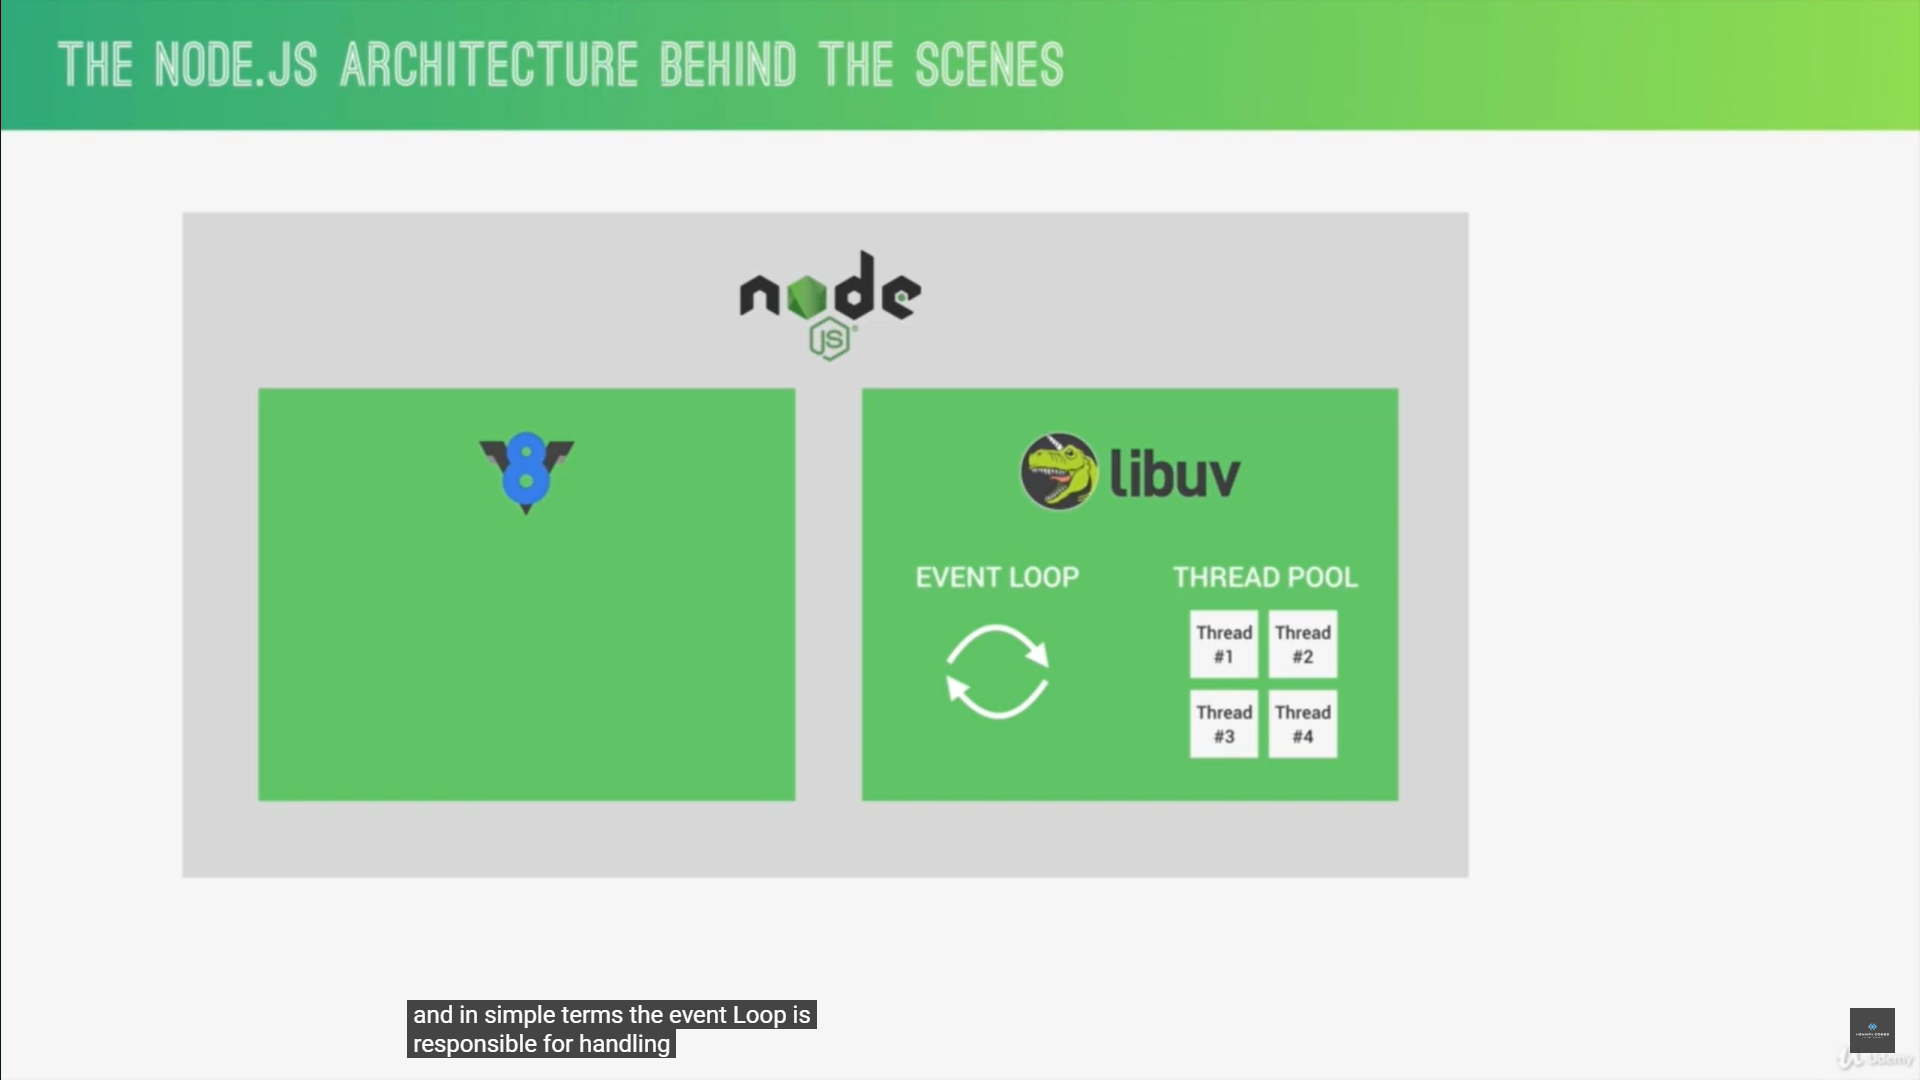 THE NODE.JS ARCHITECTURE BEHIND THE SCENES
node
JS
V8
libuv
EVENT LOOP
THREAD POOL
Thread #1
Thread #2
Thread #3
Thread #4
and in simple terms the event Loop is
responsible for handling
Udemy